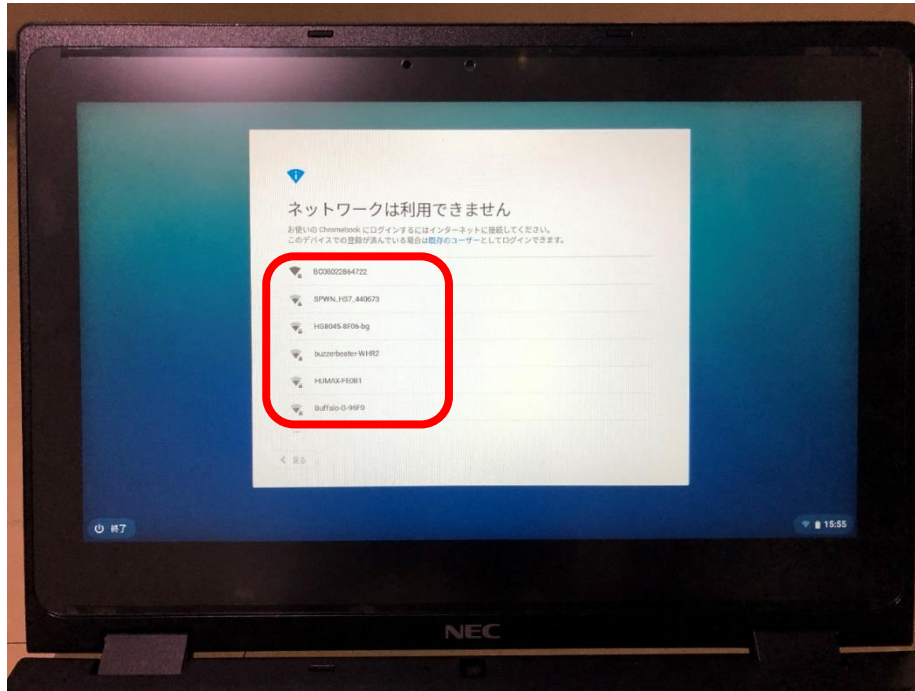 ネットワークは利用できません
お使いの Chromebook にログインするにはインターネットに接続してください。
このデバイスでの登録が済んでいる場合は既存のユーザーとしてログインできます。
BC06022864722
SPWN_H37_440673
HG8045-8F06-bg
buzzerbeater-WHR2
HUMAX-FE0B1
Buffalo-G-96F0
戻る
終了
15:55
NEC